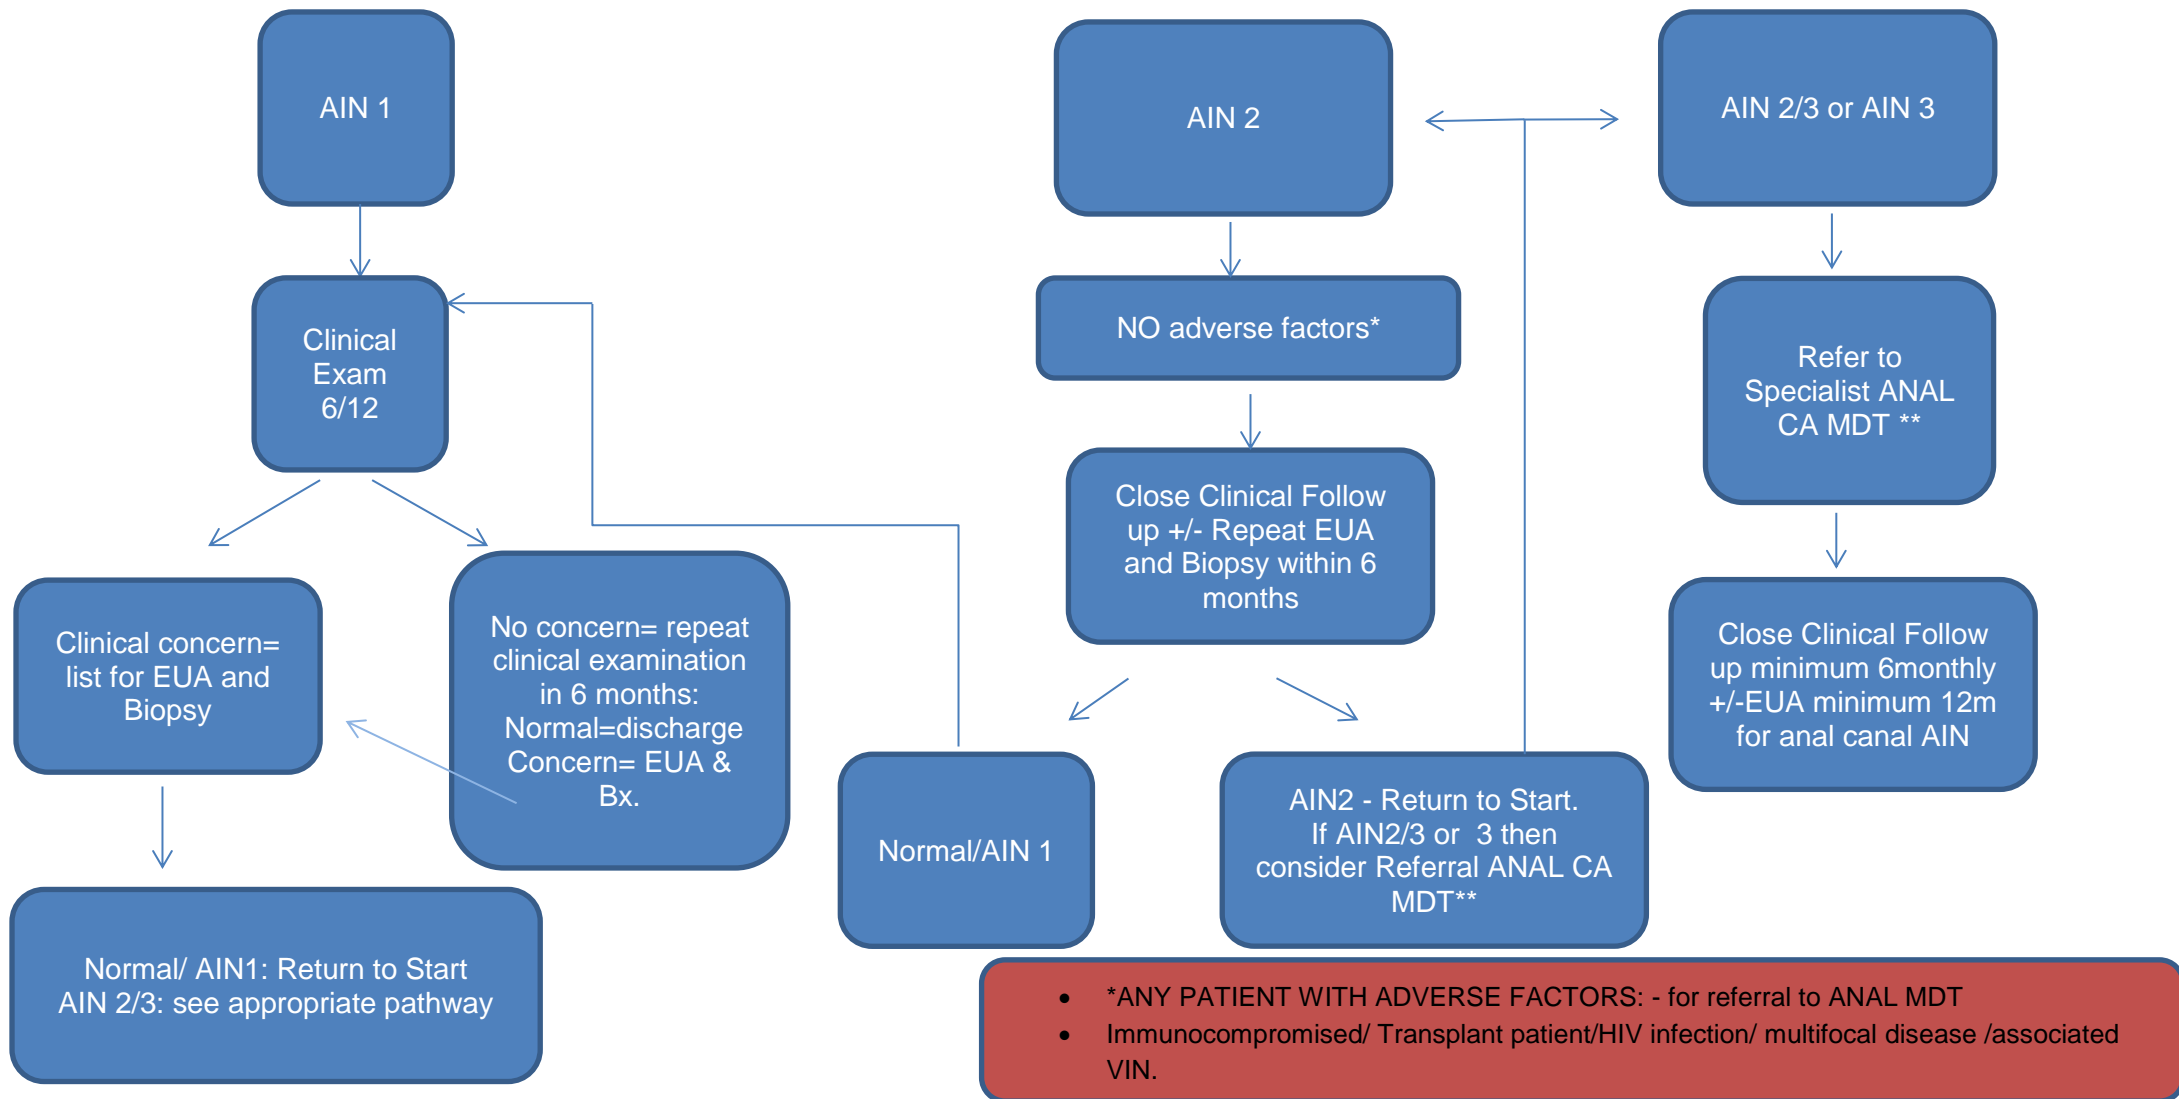 AIN 1
AIN 2
AIN 2/3 or AIN 3
Clinical
Exam
6/12
NO adverse factors*
Refer to
Specialist ANAL
CA MDT **
Clinical concern=
list for EUA and
Biopsy
No concern= repeat
clinical examination
in 6 months:
Normal=discharge
Concern= EUA &
Bx.
Close Clinical Follow
up +/- Repeat EUA
and Biopsy within 6
months
Close Clinical Follow
up minimum 6monthly
+/-EUA minimum 12m
for anal canal AIN
Normal/ AIN1: Return to Start
AIN 2/3: see appropriate pathway
Normal/AIN 1
AIN2 - Return to Start.
If AIN2/3 or 3 then
consider Referral ANAL CA
MDT**
• *ANY PATIENT WITH ADVERSE FACTORS: - for referral to ANAL MDT
• Immunocompromised/ Transplant patient/HIV infection/ multifocal disease /associated
VIN.